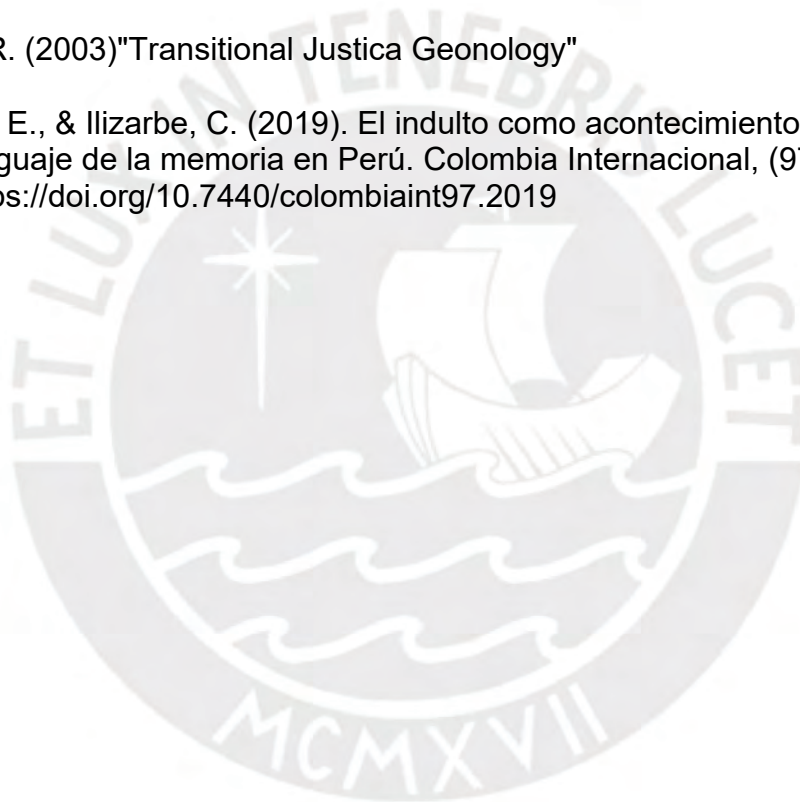 R. (2003)"Transitional Justica Geonology"
E., & Ilizarbe, C. (2019). El indulto como acontecimiento
guaje de la memoria en Perú. Colombia Internacional, (97
os://doi.org/10.7440/colombiaint97.2019
ET LUX IN TENEBRIS LUCET
MCMXVII